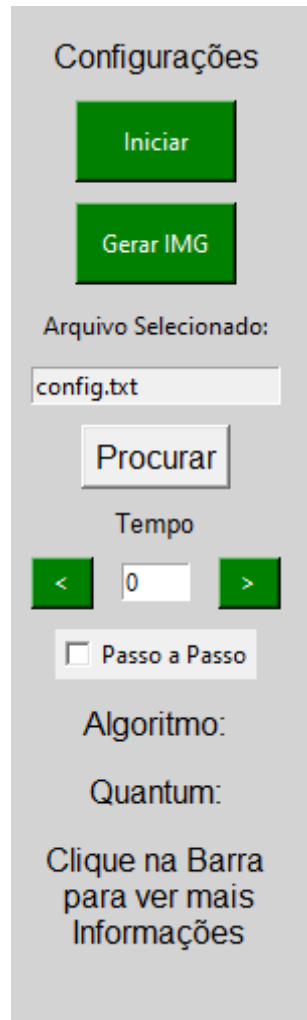 Configurações
Iniciar
Gerar IMG
Arquivo Selecionado:
config.txt
Procurar
Tempo
< 0 >
Passo a Passo
Algoritmo:
Quantum:
Clique na Barra
para ver mais
Informações